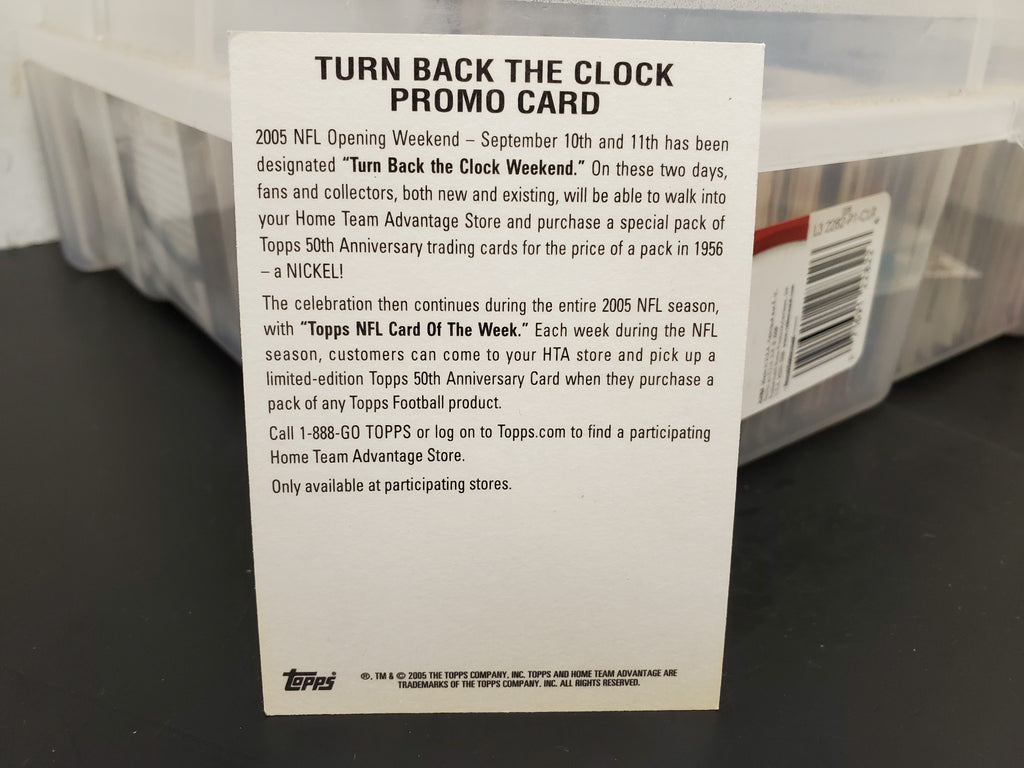 TURN BACK THE CLOCK
PROMO CARD
2005 NFL Opening Weekend – September 10th and 11th has been
designated “Turn Back the Clock Weekend.” On these two days,
fans and collectors, both new and existing, will be able to walk into
your Home Team Advantage Store and purchase a special pack of
Topps 50th Anniversary trading cards for the price of a pack in 1956
– a NICKEL!
The celebration then continues during the entire 2005 NFL season,
with “Topps NFL Card Of The Week.” Each week during the NFL
season, customers can come to your HTA store and pick up a
limited-edition Topps 50th Anniversary Card when they purchase a
pack of any Topps Football product.
Call 1-888-GO TOPPS or log on to Topps.com to find a participating
Home Team Advantage Store.
Only available at participating stores.
topps
®, TM & © 2005 THE TOPPS COMPANY, INC. TOPPS AND HOME TEAM ADVANTAGE ARE
TRADEMARKS OF THE TOPPS COMPANY, INC. ALL RIGHTS RESERVED.